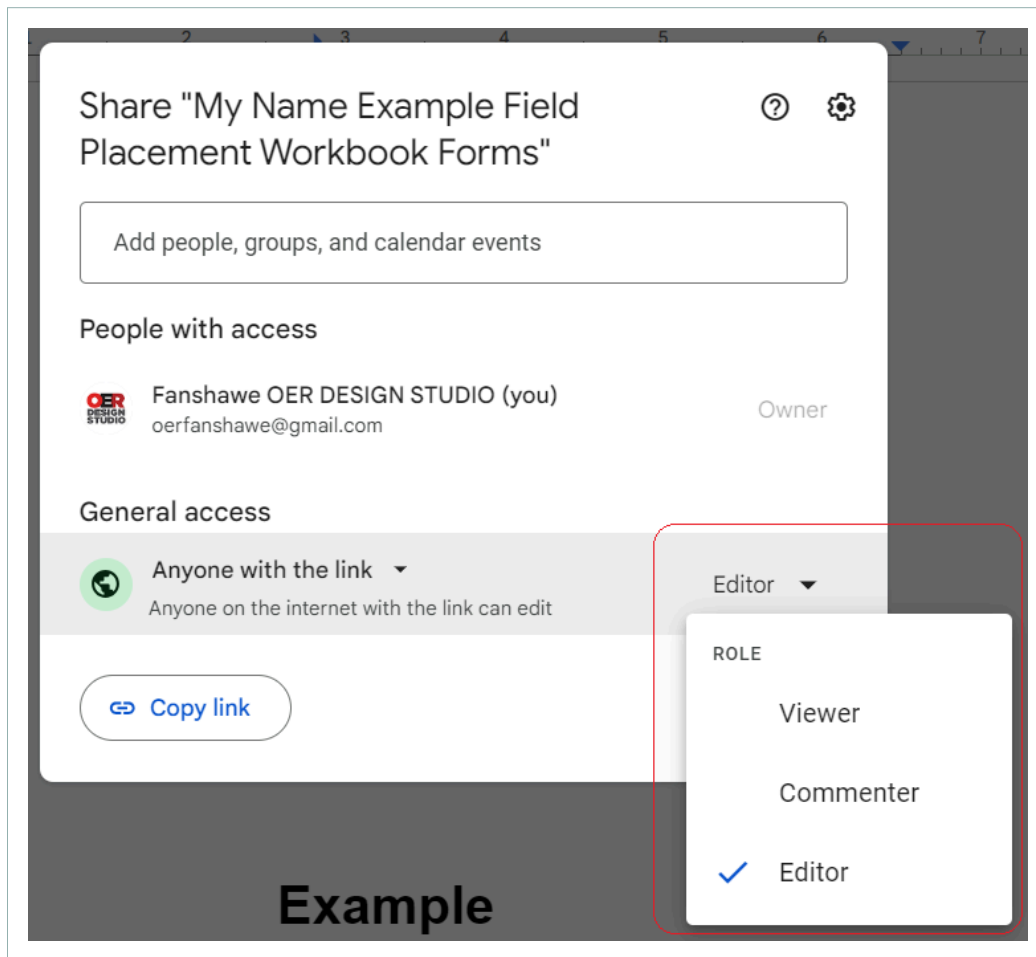 2 3 4 5 6 7
Share "My Name Example Field
Placement Workbook Forms"
Add people, groups, and calendar events
People with access
OER
DESIGN
STUDIO
Fanshawe OER DESIGN STUDIO (you)
oerfanshawe@gmail.com
Owner
General access
Anyone with the link
Anyone on the internet with the link can edit
Editor
ROLE
Viewer
Commenter
Editor
Copy link
Example